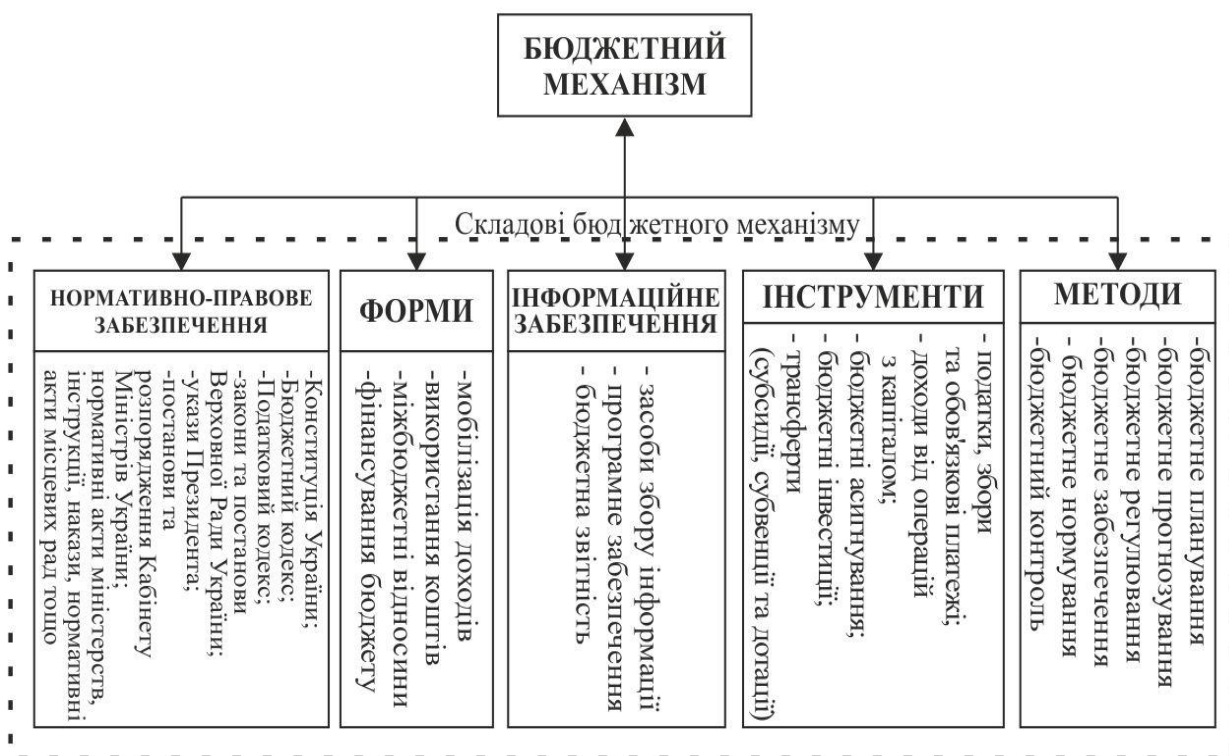 БЮДЖЕТНИЙ
МЕХАНІЗМ
Складові бюджетного механізму
НОРМАТИВНО-ПРАВОВЕ
ЗАБЕЗПЕЧЕННЯ
-Конституція України;
-Бюджетний кодекс;
-Податковий кодекс;
-закони та постанови
Верховної Ради України;
-укази Президента;
-постанови та
розпорядження Кабінету
Міністрів України;
нормативні акти міністерств,
інструкції, накази, нормативні
акти місцевих рад тощо
ФОРМИ
-мобілізація доходів
-використання коштів
-міжбюджетні відносини
-фінансування бюджету
ІНФОРМАЦІЙНЕ
ЗАБЕЗПЕЧЕННЯ
- засоби збору інформації
- програмне забезпечення
- бюджетна звітність
ІНСТРУМЕНТИ
- податки, збори
та обов'язкові платежі;
- доходи від операцій
з капіталом;
- бюджетні асигнування;
- бюджетні інвестиції;
- трансферти
(субсидії, субвенції та дотації)
МЕТОДИ
-бюджетне планування
-бюджетне прогнозування
-бюджетне регулювання
-бюджетне забезпечення
- бюджетне нормування
-бюджетний контроль